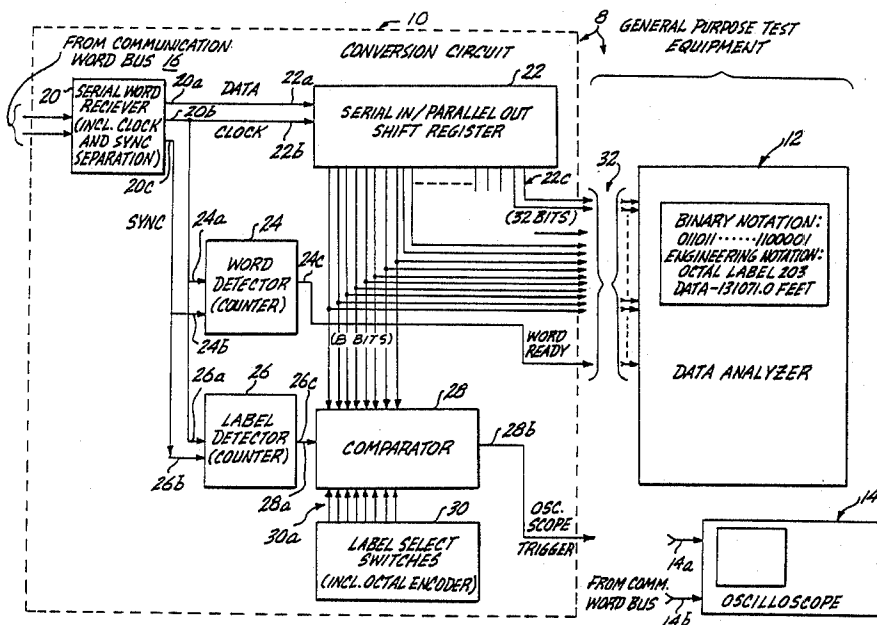 10
8
FROM COMMUNICATION
WORD BUS 16
CONVERSION CIRCUIT
GENERAL PURPOSE TEST
EQUIPMENT
20
SERIAL WORD
RECIEVER
(INCL. CLOCK
AND SYNC
SEPARATION)
20a
20b
20c
DATA
CLOCK
22a
22b
22
SERIAL IN/PARALLEL OUT
SHIFT REGISTER
22c
(32 BITS)
32
12
BINARY NOTATION:
01011······1100001
ENGINEERING NOTATION:
OCTAL LABEL 203
DATA-131071.0 FEET
DATA ANALYZER
SYNC
24a
24
WORD
DETECTOR
(COUNTER)
24c
24b
(8 BITS)
WORD
READY
26a
26
LABEL
DETECTOR
(COUNTER)
26c
26b
28a
28
COMPARATOR
28b
30a
30
LABEL SELECT
SWITCHES
(INCL. OCTAL ENCODER)
OSC.
SCOPE
TRIGGER
FROM COMM.
WORD BUS
14a
14b
14
OSCILLOSCOPE